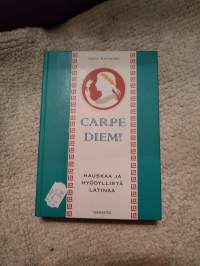 CARPE
DIEM!
HAUSKAA JA
HYÖDYLLISTÄ
LATINAA